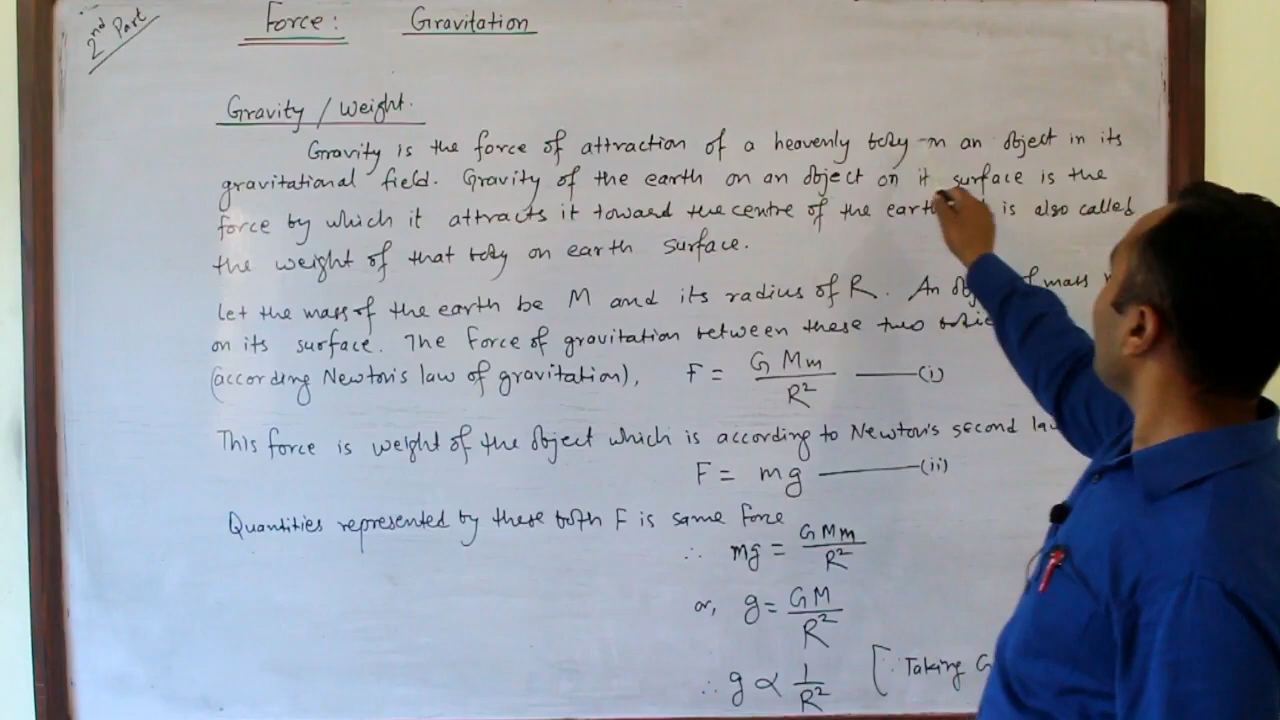 2nd Part
Force: Gravitation
Gravity / Weight.
Gravity is the force of attraction of a heavenly body on an object in its
gravitational field. Gravity of the earth on an object on it surface is the
force by which it attracts it toward the centre of the earth is also called
the weight of that body on earth surface.
Let the mass of the earth be M and its radius of R. An of mass
on its surface. The Force of gravitation between these two
(according Newton's law of gravitation), F = GMm/R² ——(i)
This force is weight of the object which is according to Newton's second
F = mg ——(ii)
Quantities represented by these both F is same force
∴ mg = GMm/R²
or, g = GM/R²
∴ g ∝ 1/R² [∵ Taking G